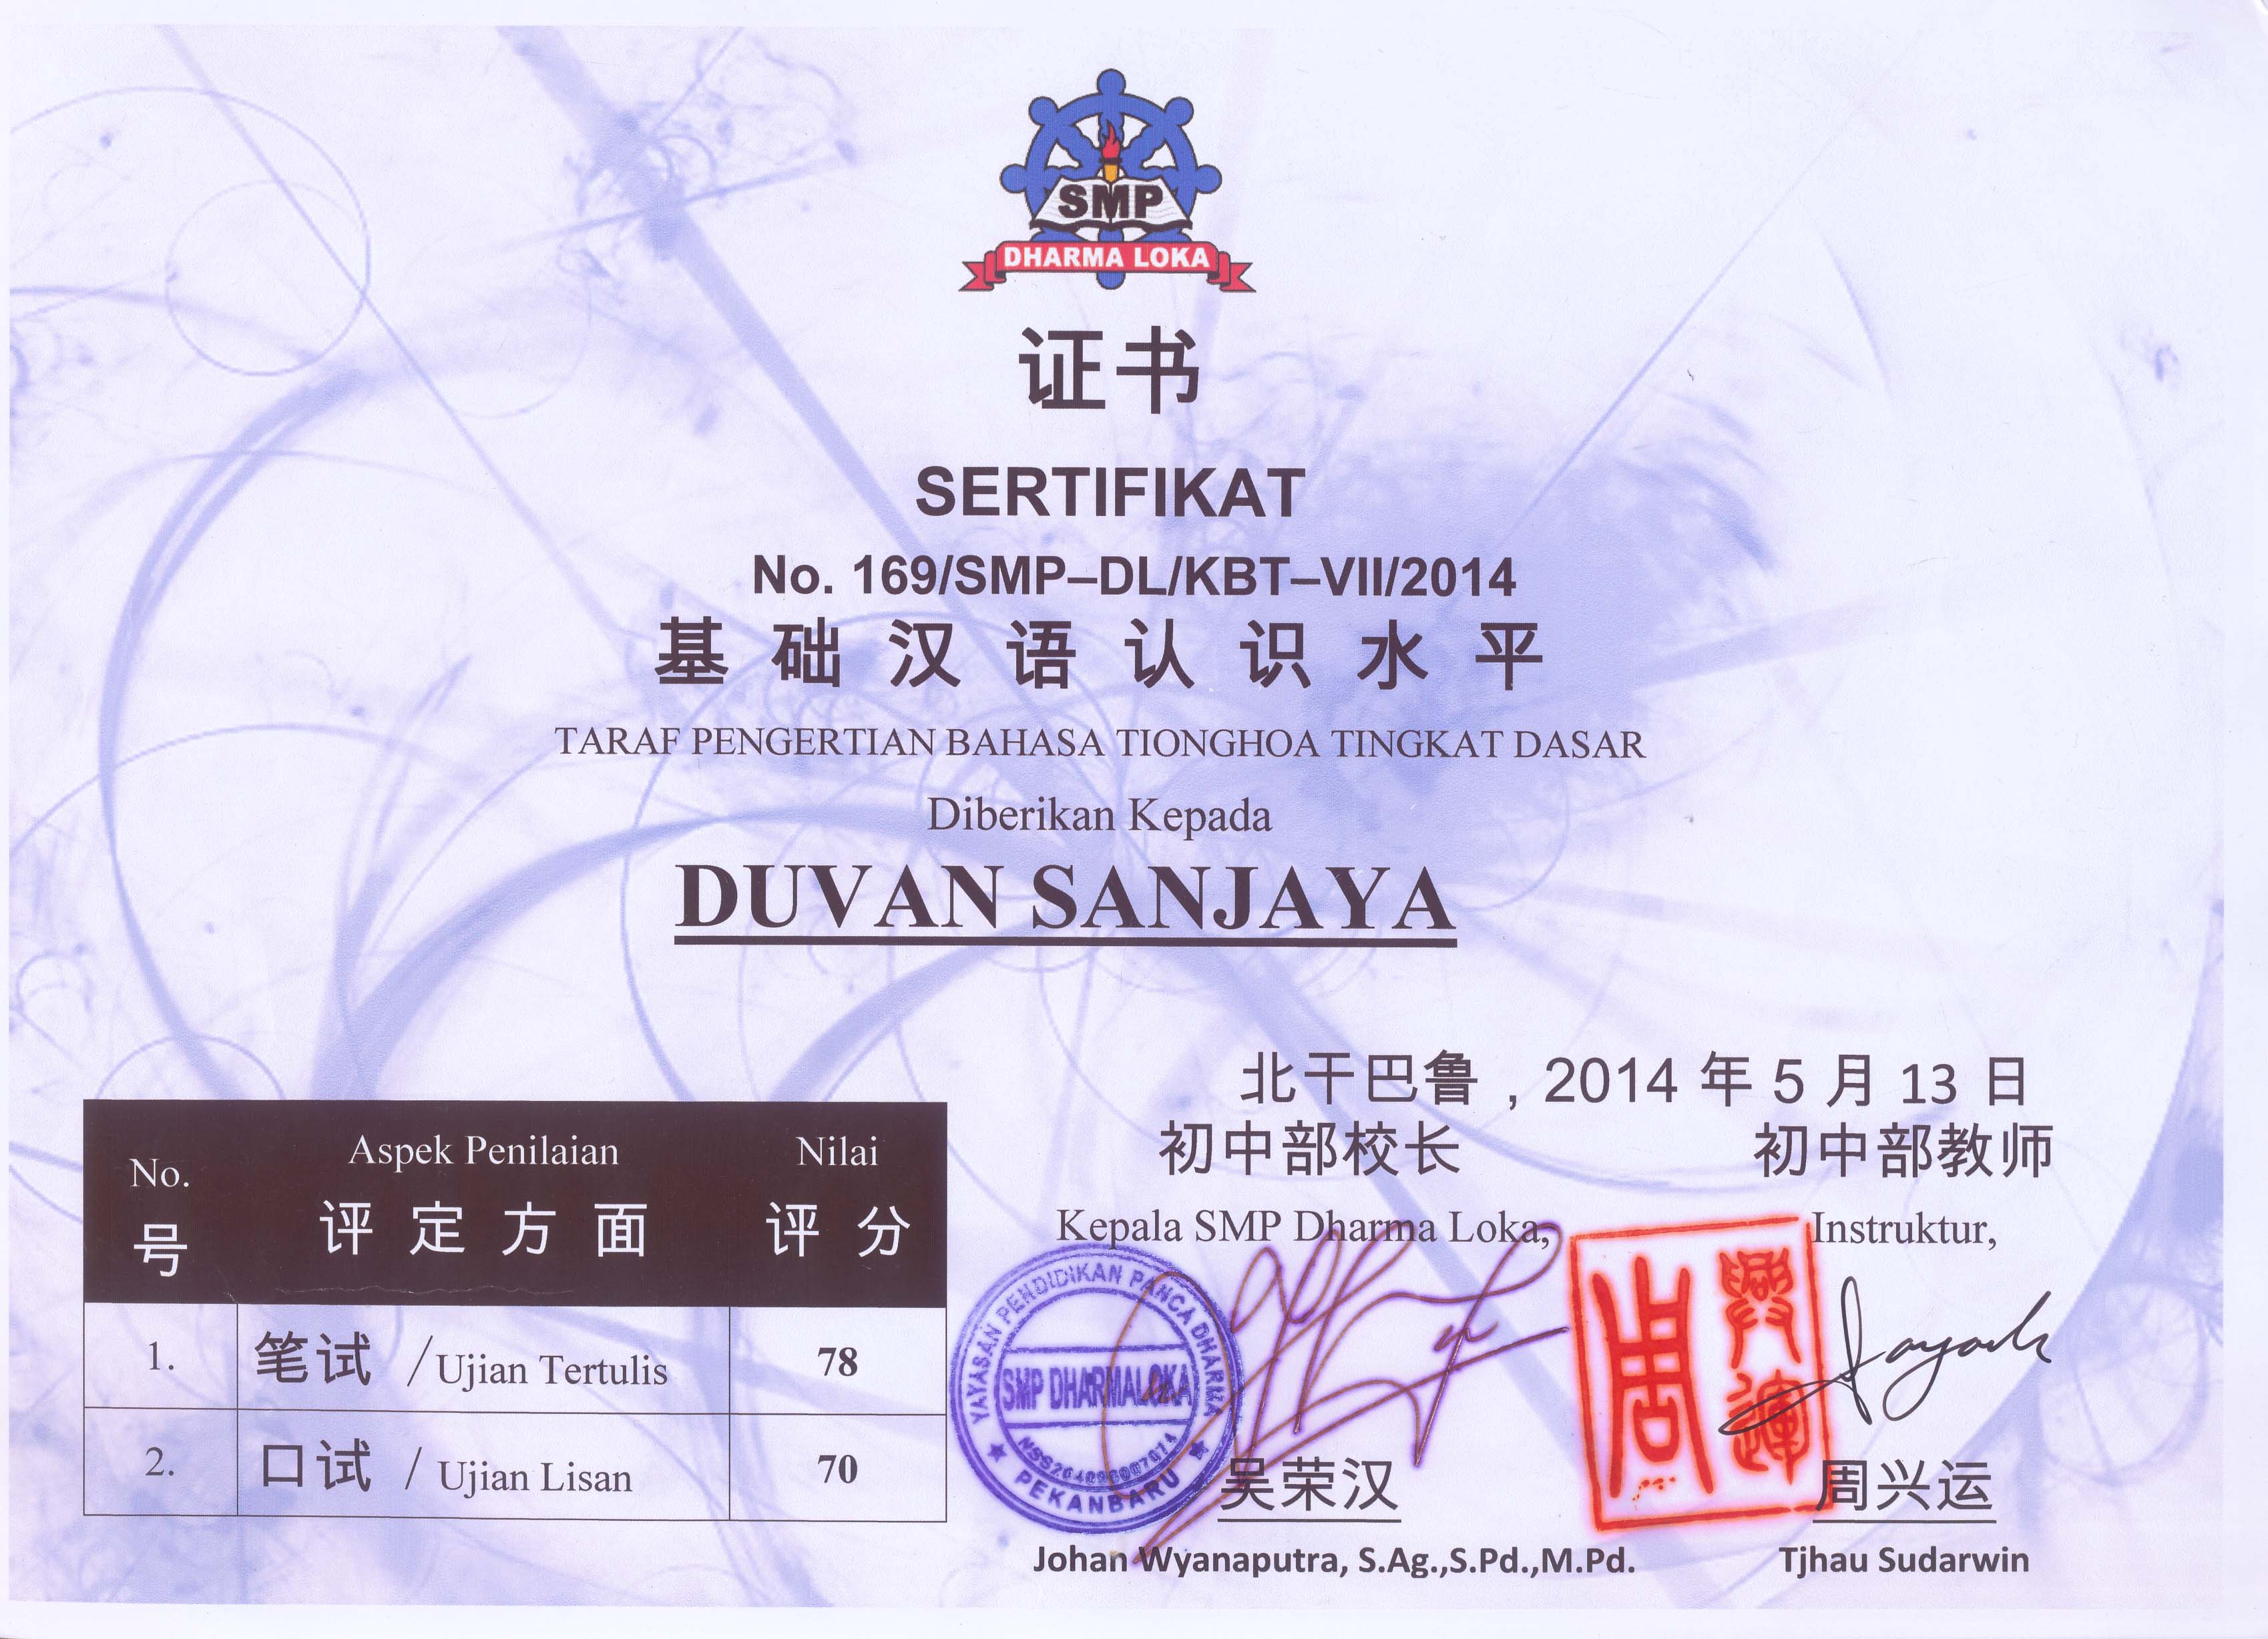 SMP
DHARMA LOKA
证书
SERTIFIKAT
No. 169/SMP–DL/KBT–VII/2014
基 础 汉 语 认 识 水 平
TARAF PENGERTIAN BAHASA TIONGHOA TINGKAT DASAR
Diberikan Kepada
DUVAN SANJAYA
北干巴鲁，2014 年 5 月 13 日
初中部校长 初中部教师
Kepala SMP Dharma Loka, Instruktur,
No. Aspek Penilaian Nilai
号 评 定 方 面 评 分
1. 笔试 / Ujian Tertulis 78
2. 口试 / Ujian Lisan 70
YAYASAN PENDIDIKAN PANCA DHARMA
SMP DHARMALOKA
PEKANBARU
周
兴运
吴荣汉 周兴运
Johan Wyanaputra, S.Ag.,S.Pd.,M.Pd. Tjhau Sudarwin